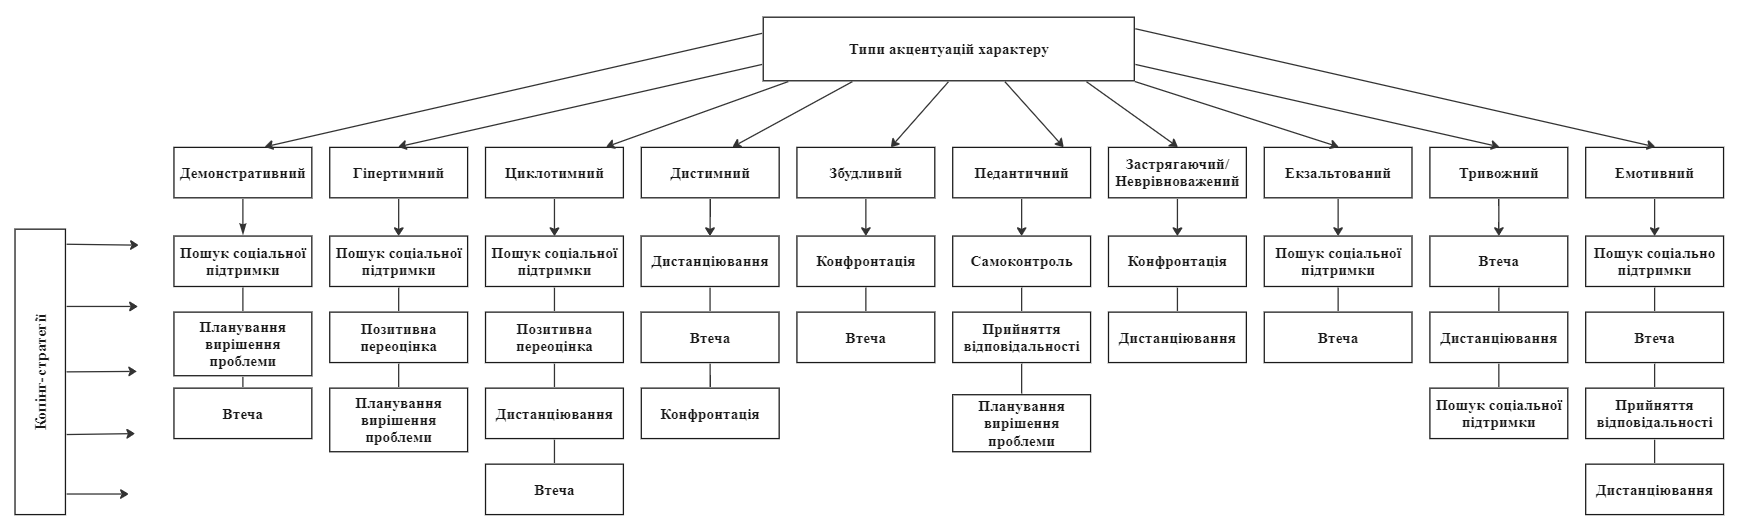 Типи акцентуацій характеру
Демонстративний
Гіпертимний
Циклотимний
Дистимний
Збудливий
Педантичний
Застрягаючий/
Неврівноважений
Екзальтований
Тривожний
Емотивний
Копінг-стратегії
Пошук соціальної
підтримки
Планування
вирішення
проблеми
Втеча
Пошук соціальної
підтримки
Позитивна
переоцінка
Планування
вирішення
проблеми
Пошук соціальної
підтримки
Позитивна
переоцінка
Дистанціювання
Втеча
Дистанціювання
Втеча
Конфронтація
Конфронтація
Втеча
Самоконтроль
Прийняття
відповідальності
Планування
вирішення
проблеми
Конфронтація
Дистанціювання
Пошук соціальної
підтримки
Втеча
Втеча
Дистанціювання
Пошук соціальної
підтримки
Пошук соціально
підтримки
Втеча
Прийняття
відповідальності
Дистанціювання